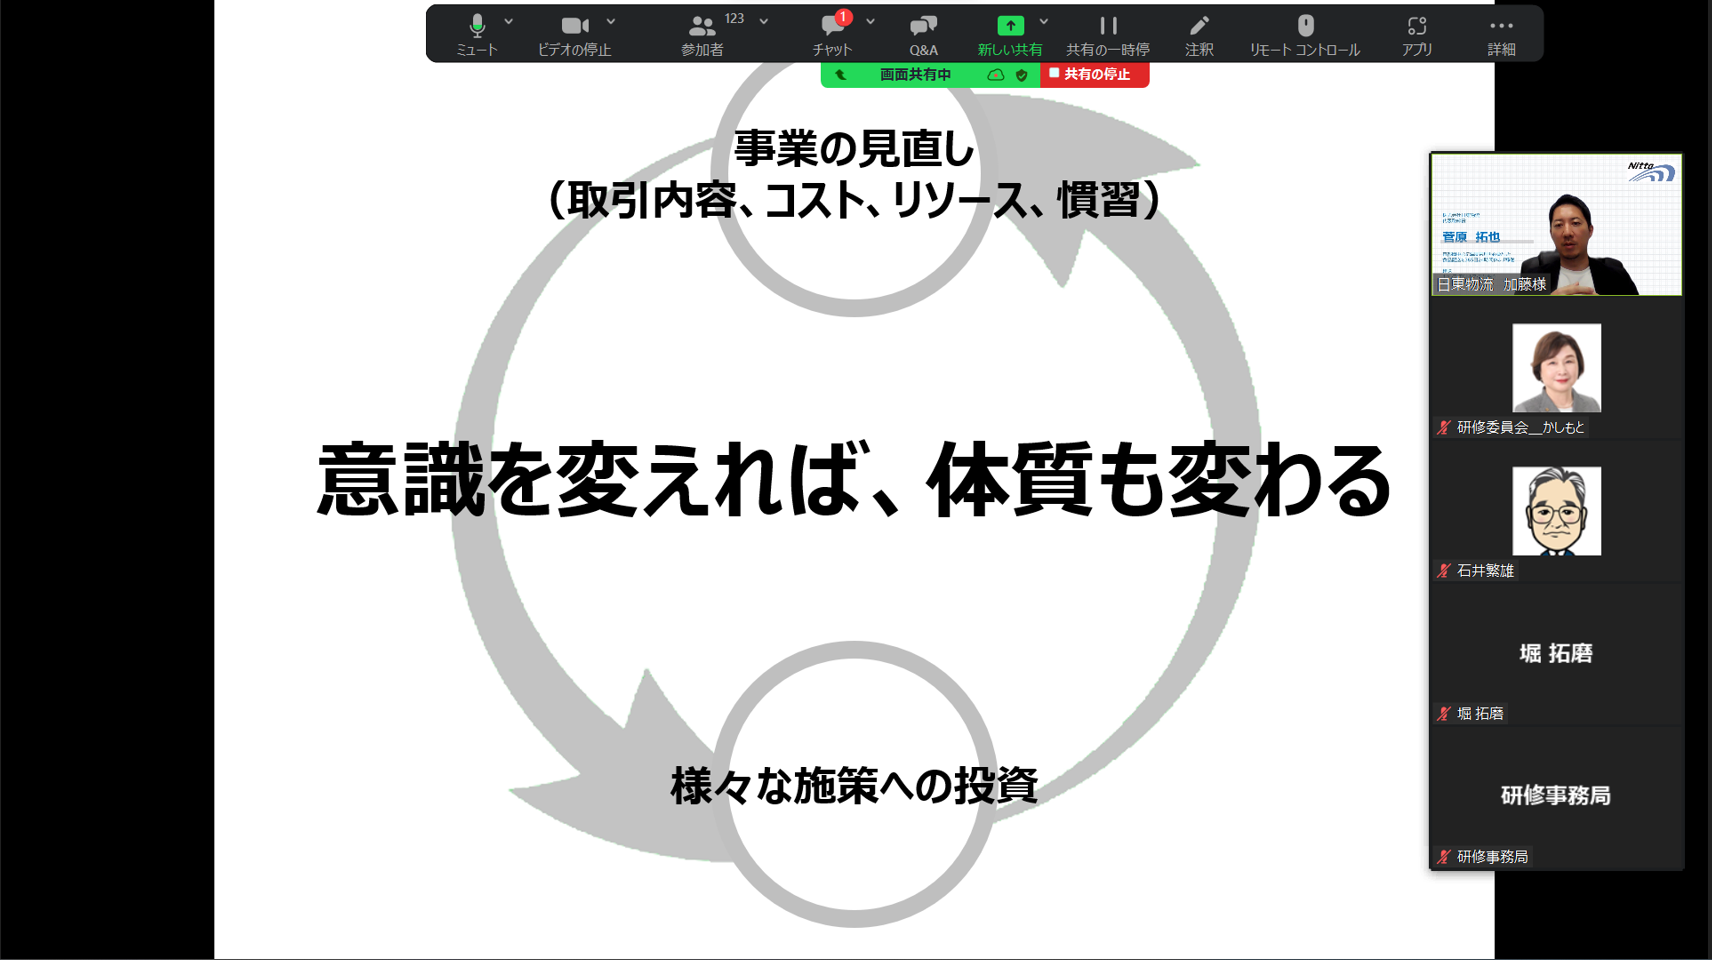 ミュート
ビデオの停止
参加者
123
チャット
1
Q&A
新しい共有
共有の一時停
注釈
リモート コントロール
アプリ
詳細
画面共有中
共有の停止
事業の見直し
（取引内容、コスト、リソース、慣習）
意識を変えれば、体質も変わる
様々な施策への投資
Nitto
菅原 拓也
日東物流 加藤様
研修委員会__かしもと
石井繁雄
堀 拓磨
堀 拓磨
研修事務局
研修事務局